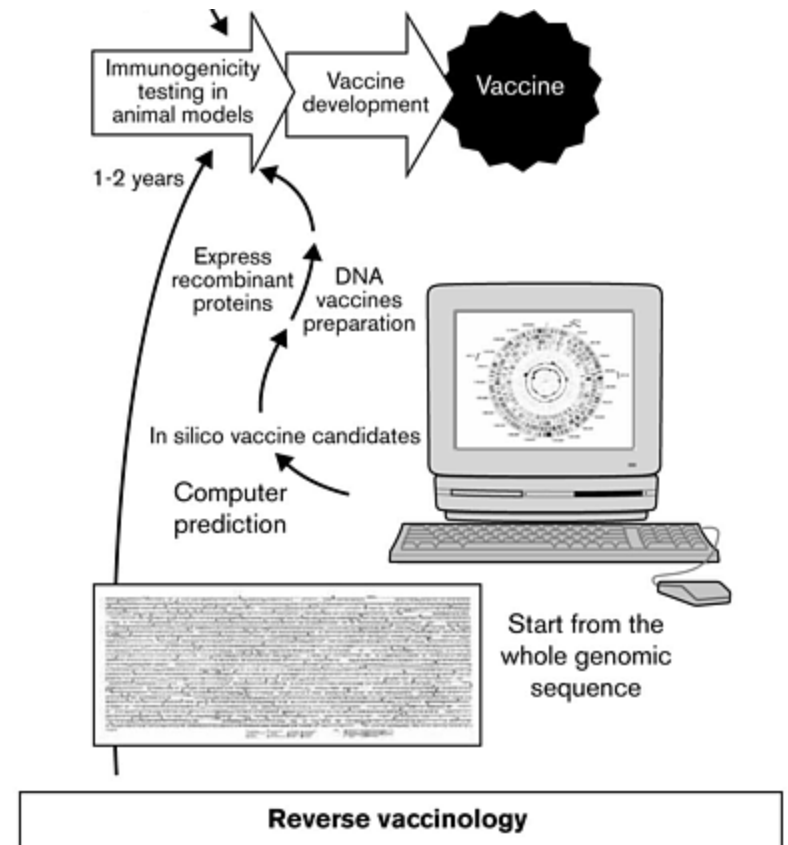 Immunogenicity
testing in
animal models
Vaccine
development
Vaccine
1-2 years
Express
recombinant
proteins
DNA
vaccines
preparation
In silico vaccine candidates
Computer
prediction
Start from the
whole genomic
sequence
Reverse vaccinology